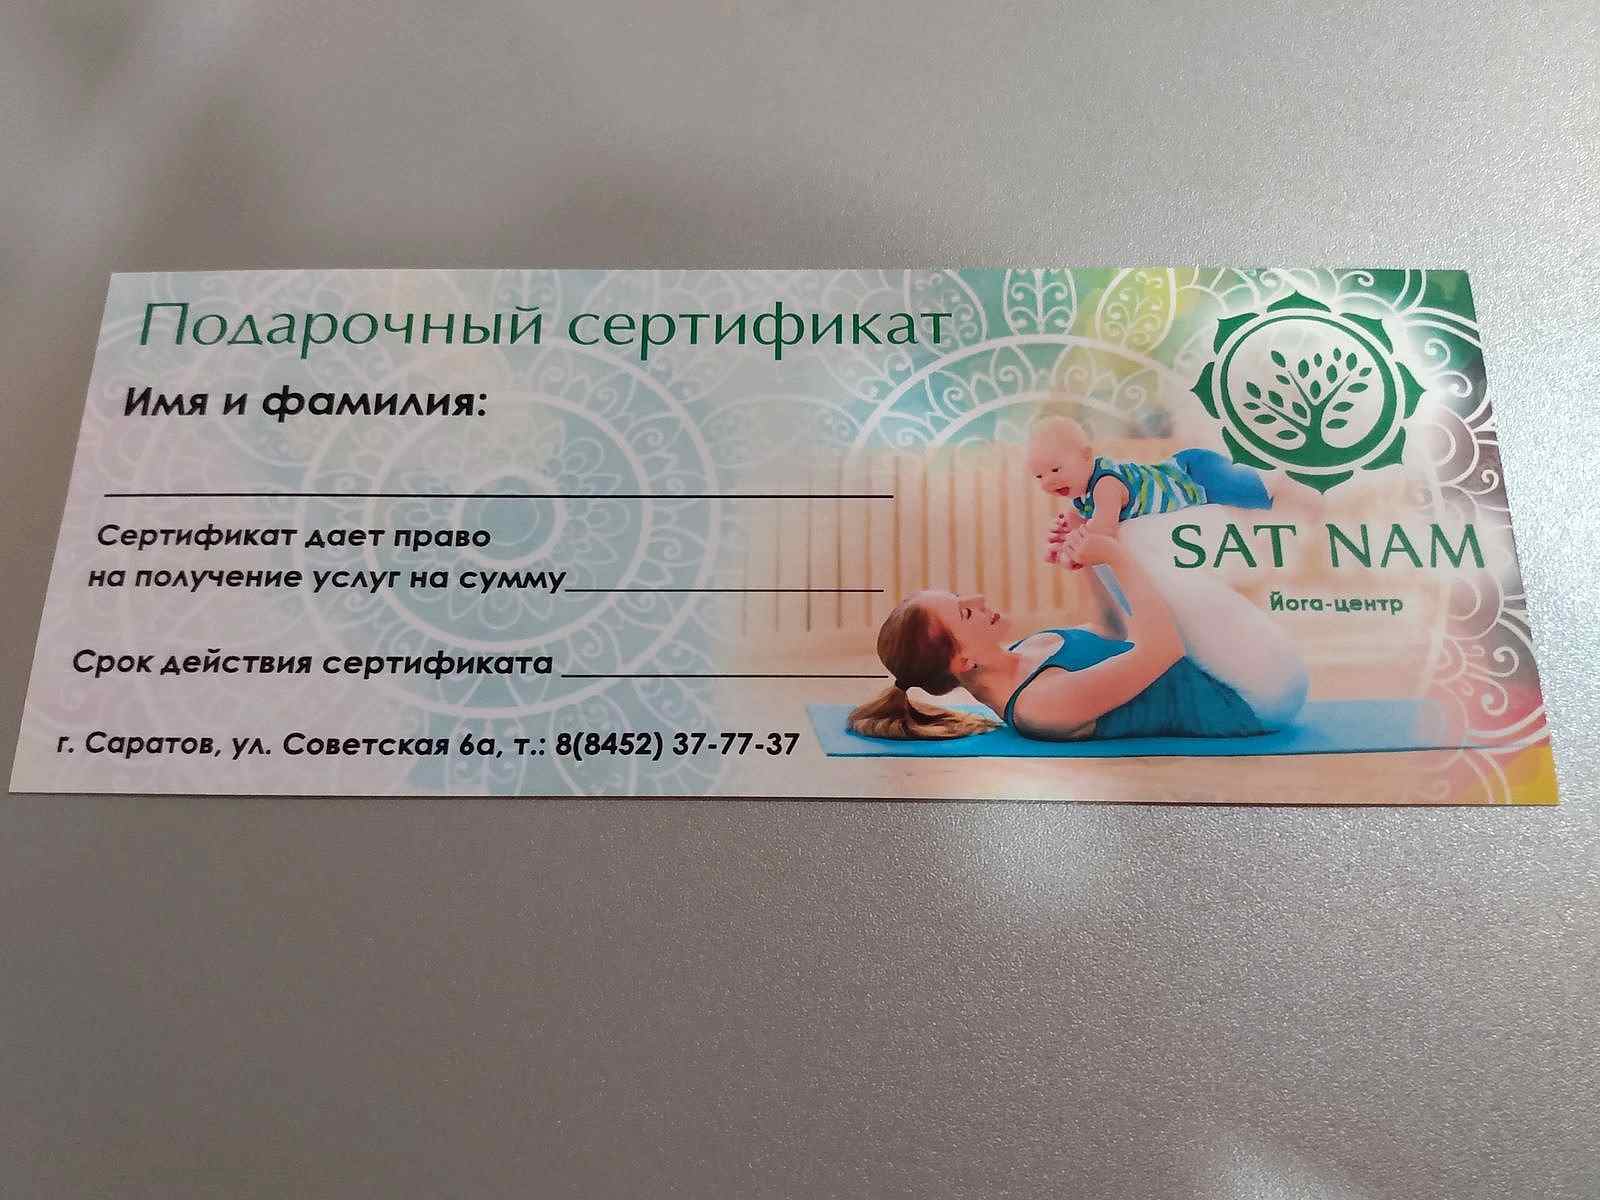 Подарочный сертификат
Имя и фамилия:
Сертификат дает право
на получение услуг на сумму
Срок действия сертификата
г. Саратов, ул. Советская 6а, т.: 8(8452) 37-77-37
SAT NAM
Йога-центр